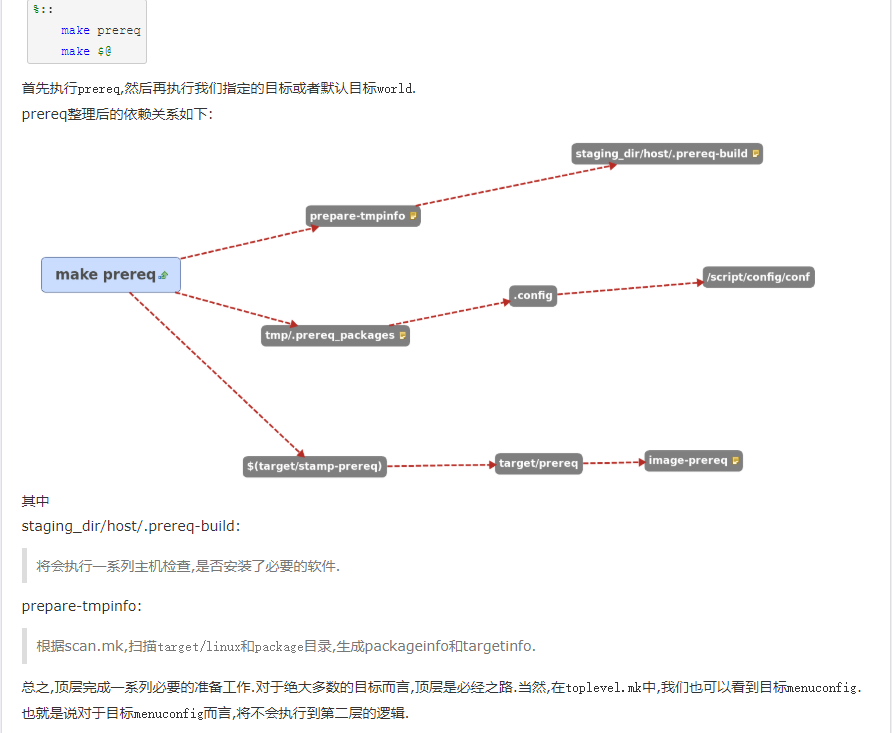 %::
make prereq
make $@
首先执行prereq,然后再执行我们指定的目标或者默认目标world.
prereq整理后的依赖关系如下:
staging_dir/host/.prereq-build
prepare-tmpinfo
make prereq
/script/config/conf
.config
tmp/.prereq_packages
$(target/stamp-prereq)
target/prereq
image-prereq
其中
staging_dir/host/.prereq-build:
将会执行一系列主机检查,是否安装了必要的软件.
prepare-tmpinfo:
根据scan.mk,扫描target/linux和package目录,生成packageinfo和targetinfo.
总之,顶层完成一系列必要的准备工作.对于绝大多数的目标而言,顶层是必经之路.当然,在toplevel.mk中,我们也可以看到目标menuconfig.
也就是说对于目标menuconfig而言,将不会执行到第二层的逻辑.